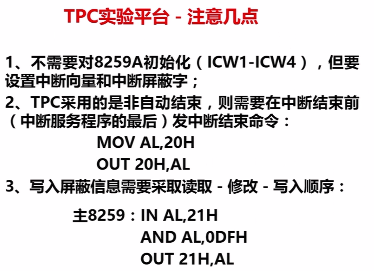 TPC实验平台 - 注意几点
1、不需要对8259A初始化（ICW1-ICW4），但要
设置中断向量和中断屏蔽字；
2、TPC采用的是非自动结束，则需要在中断结束前
（中断服务程序的最后）发中断结束命令：
MOV AL,20H
OUT 20H,AL
3、写入屏蔽信息需要采取读取 - 修改 - 写入顺序：
主8259：IN AL,21H
AND AL,0DFH
OUT 21H,AL